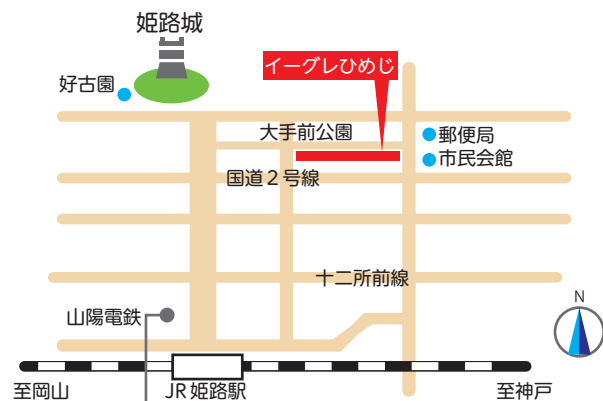 姫路城
イーグレひめじ
好古園
大手前公園
郵便局
市民会館
国道２号線
十二所前線
山陽電鉄
N
至岡山
JR姫路駅
至神戸